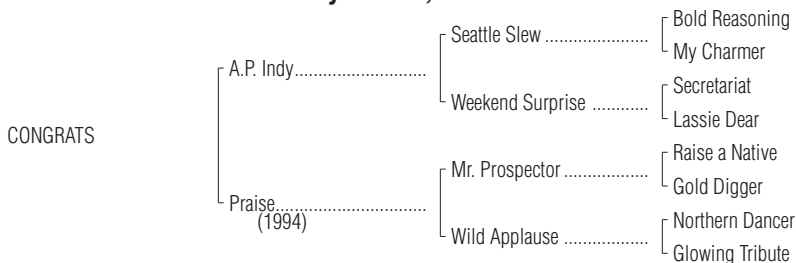 Bold Reasoning
Seattle Slew ......................
My Charmer
A.P. Indy............................
Secretariat
Weekend Surprise ............
Lassie Dear
CONGRATS
Raise a Native
Mr. Prospector ..................
Gold Digger
Praise................................
(1994)
Northern Dancer
Wild Applause ..................
Glowing Tribute